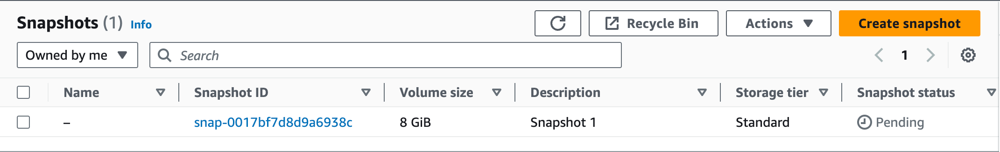 Snapshots (1) Info Recycle Bin Actions Create snapshot
Owned by me Search 1
Name Snapshot ID Volume size Description Storage tier Snapshot status
– snap-0017bf7d8d9a6938c 8 GiB Snapshot 1 Standard Pending